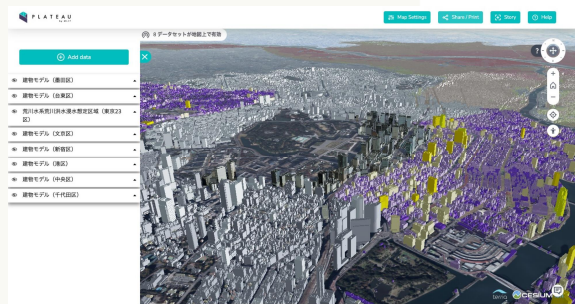 PLATEAU
by MLIT
Map Settings
Share / Print
Story
Help
8 データセットが地図上で有効
Add data
建物モデル（墨田区）
建物モデル（台東区）
荒川水系荒川洪水浸水想定区域（東京23
区）
建物モデル（文京区）
建物モデル（新宿区）
建物モデル（港区）
建物モデル（中央区）
建物モデル（千代田区）
terria
CESIUM